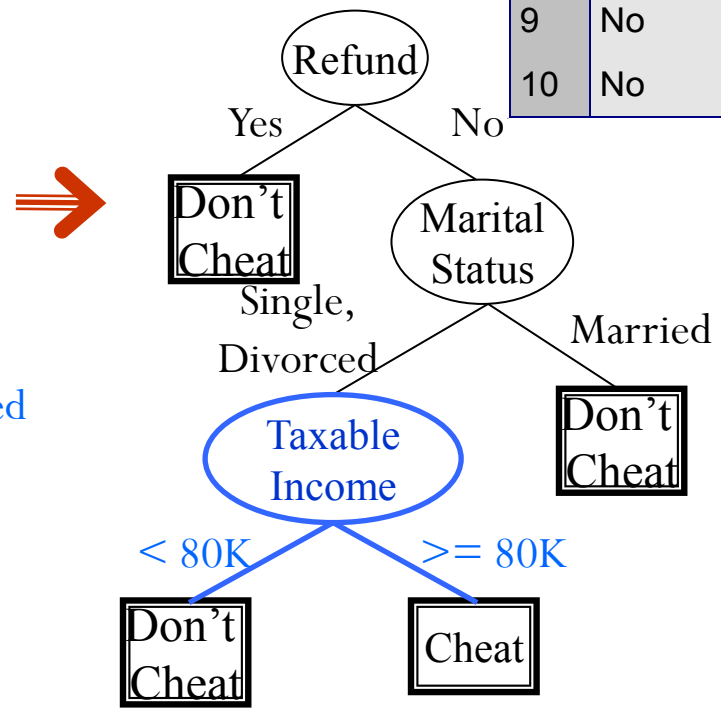 9 No
10 No
Refund
Yes
No
Don't
Cheat
Marital
Status
Single,
Divorced
Married
Taxable
Income
Don't
Cheat
< 80K
>= 80K
Don't
Cheat
Cheat